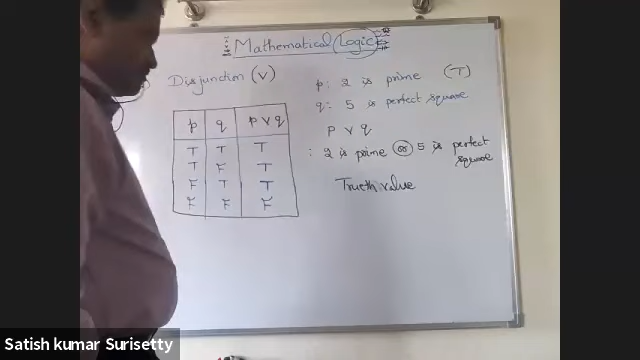 Mathematical Logic
Disjunction (V)
p q p v q
T T T
T F T
F T T
F F F
p: 2 is prime (T)
q: 5 is perfect square
p v q
: 2 is prime or 5 is perfect
square
Trueth value
Satish kumar Surisetty